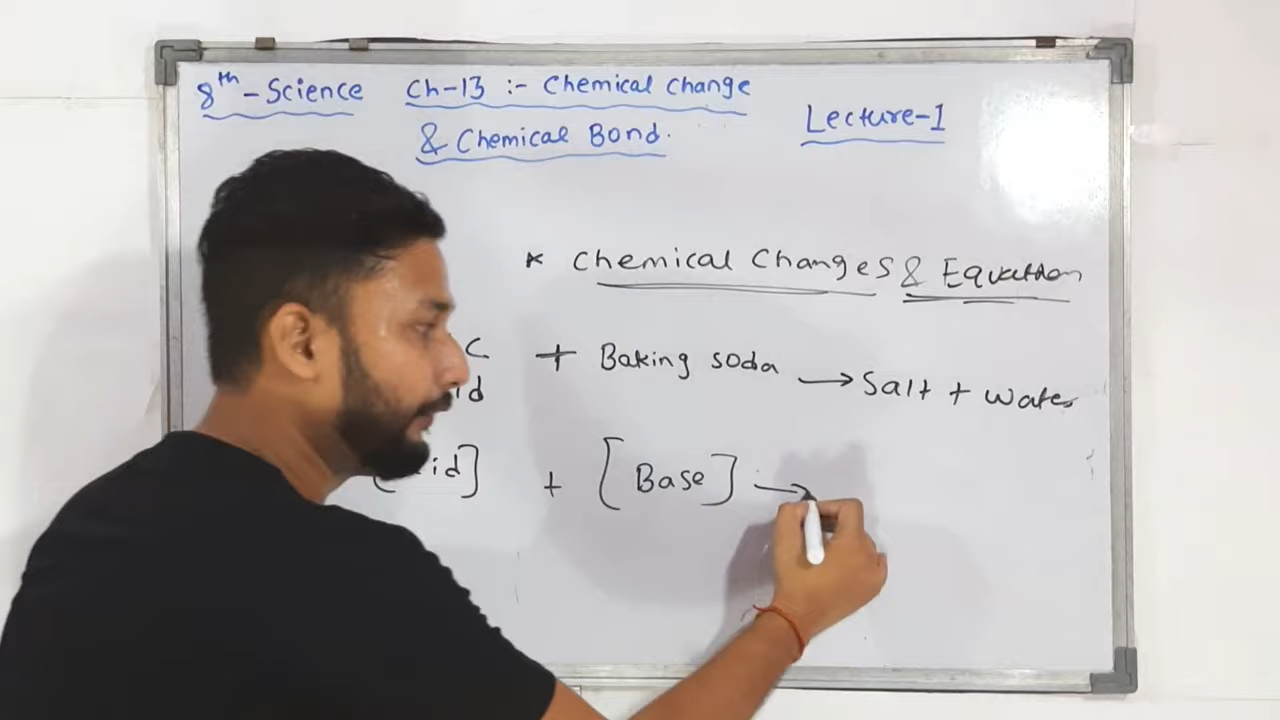 8th - Science Ch-13 :- Chemical Change
& Chemical Bond.
Lecture-1
* Chemical Changes & Equation
+ Baking soda → Salt + Water
+ [Base] →